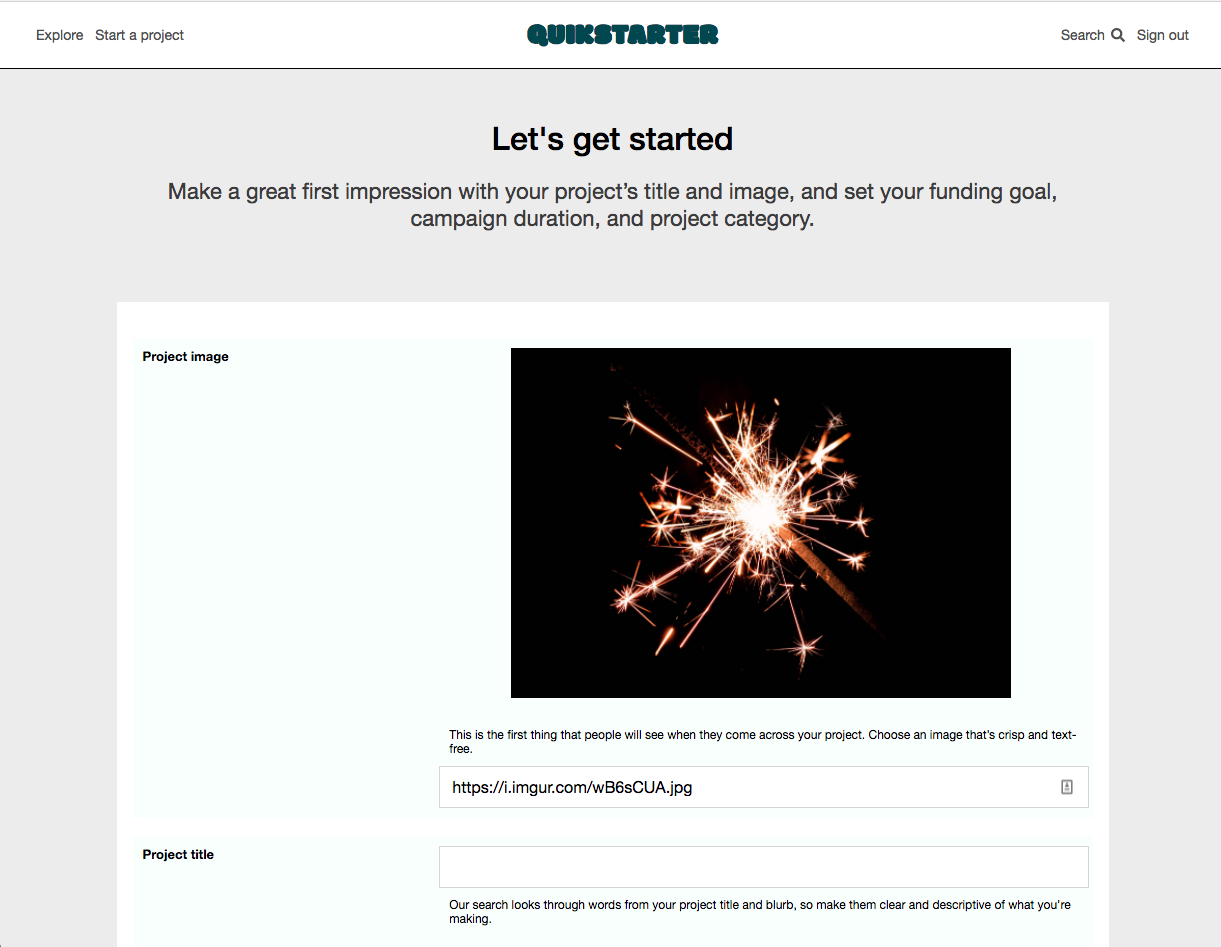 Explore Start a project QUIKSTARTER Search Sign out
Let's get started
Make a great first impression with your project’s title and image, and set your funding goal,
campaign duration, and project category.
Project image
This is the first thing that people will see when they come across your project. Choose an image that's crisp and text-
free.
https://i.imgur.com/wB6sCUA.jpg
Project title
Our search looks through words from your project title and blurb, so make them clear and descriptive of what you're
making.